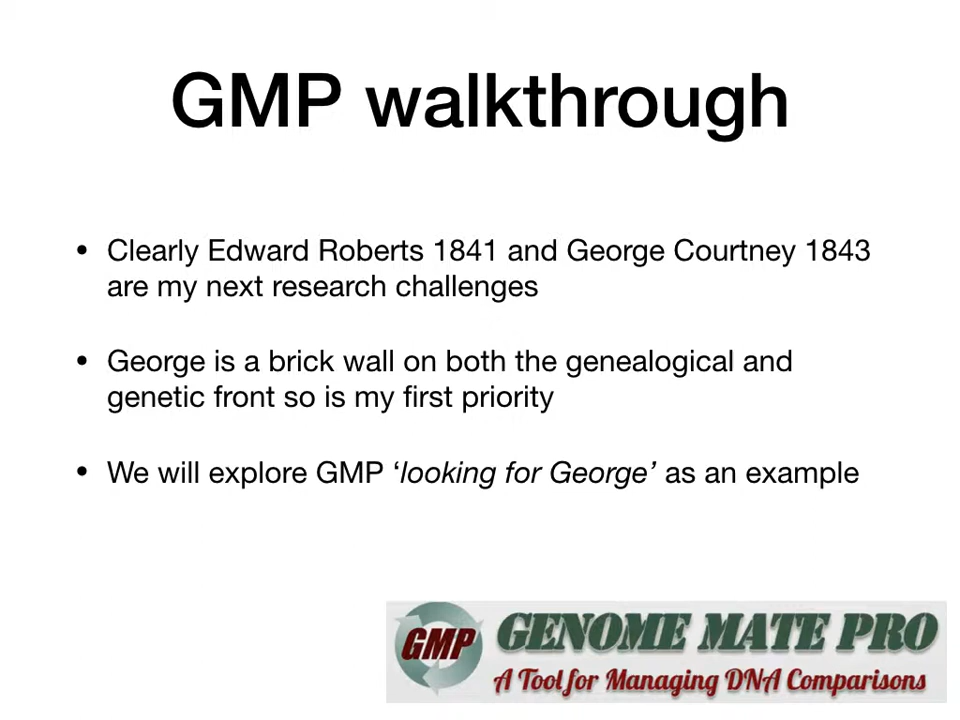 GMP walkthrough
• Clearly Edward Roberts 1841 and George Courtney 1843
are my next research challenges
• George is a brick wall on both the genealogical and
genetic front so is my first priority
• We will explore GMP ‘looking for George’ as an example
GMP
GENOME MATE PRO
A Tool for Managing DNA Comparisons